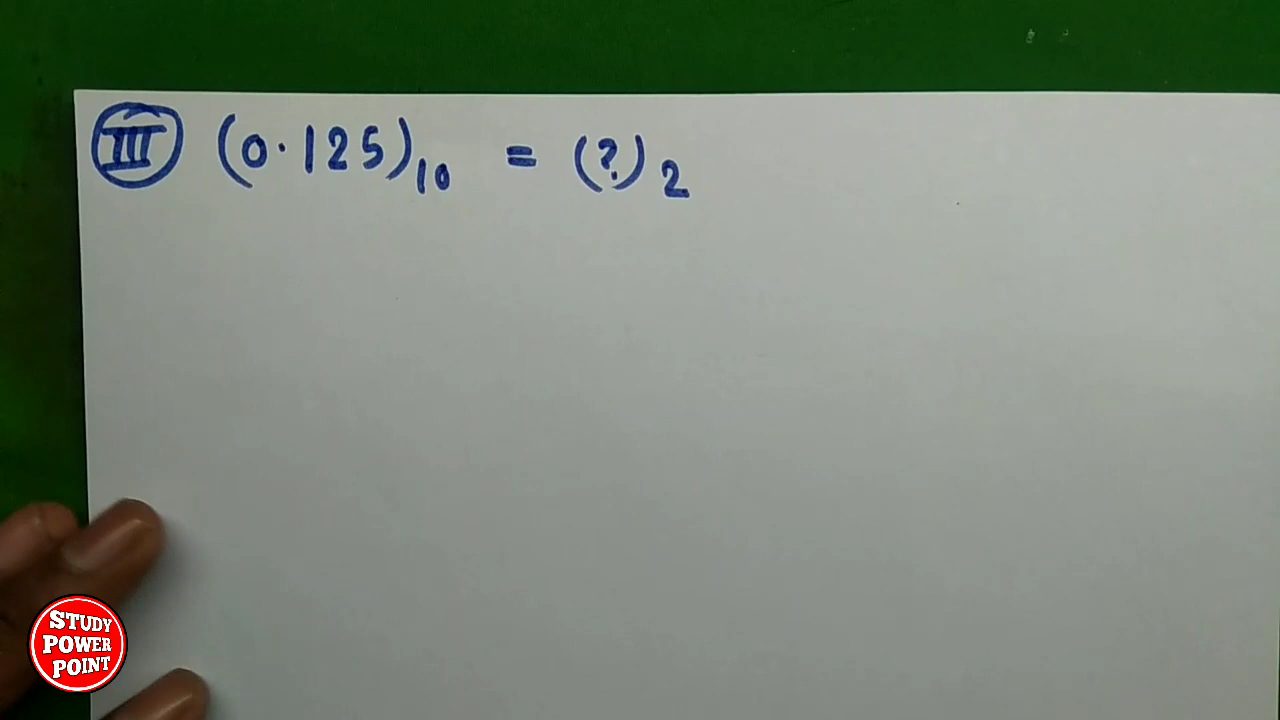 III (0.125)10 = (?)2
STUDY
POWER
POINT